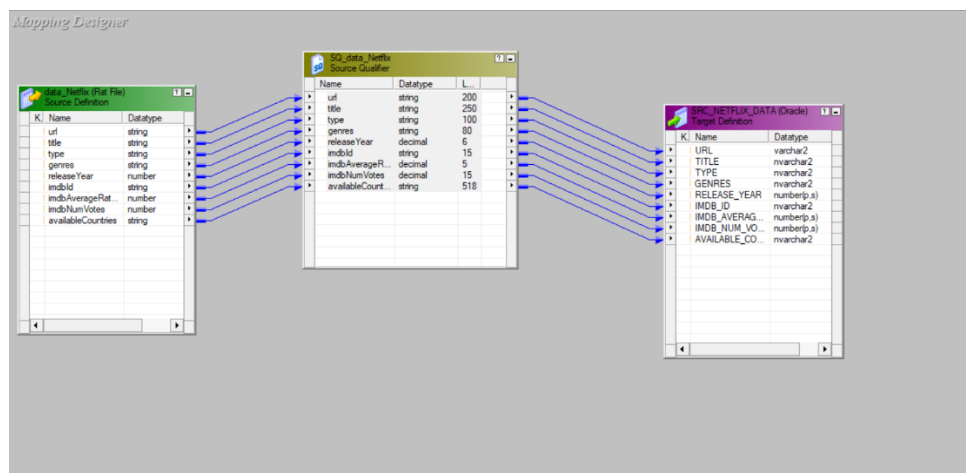 Mapping Designer
data_Netflix (Flat File)
Source Definition
K. Name Datatype
url string
title string
type string
genres string
releaseYear number
imdbId string
imdbAverageRat... number
imdbNumVotes number
availableCountries string
SQ_data_Netflix
Source Qualifier
Name Datatype L...
url string 200
title string 250
type string 100
genres string 80
releaseYear decimal 6
imdbId string 15
imdbAverageR... decimal 5
imdbNumVotes decimal 15
availableCount... string 518
SRC_NETFLIX_DATA (Oracle)
Target Definition
K. Name Datatype
URL varchar2
TITLE nvarchar2
TYPE nvarchar2
GENRES nvarchar2
RELEASE_YEAR number(p,s)
IMDB_ID nvarchar2
IMDB_AVERAG... number(p,s)
IMDB_NUM_VO... number(p,s)
AVAILABLE_CO... nvarchar2